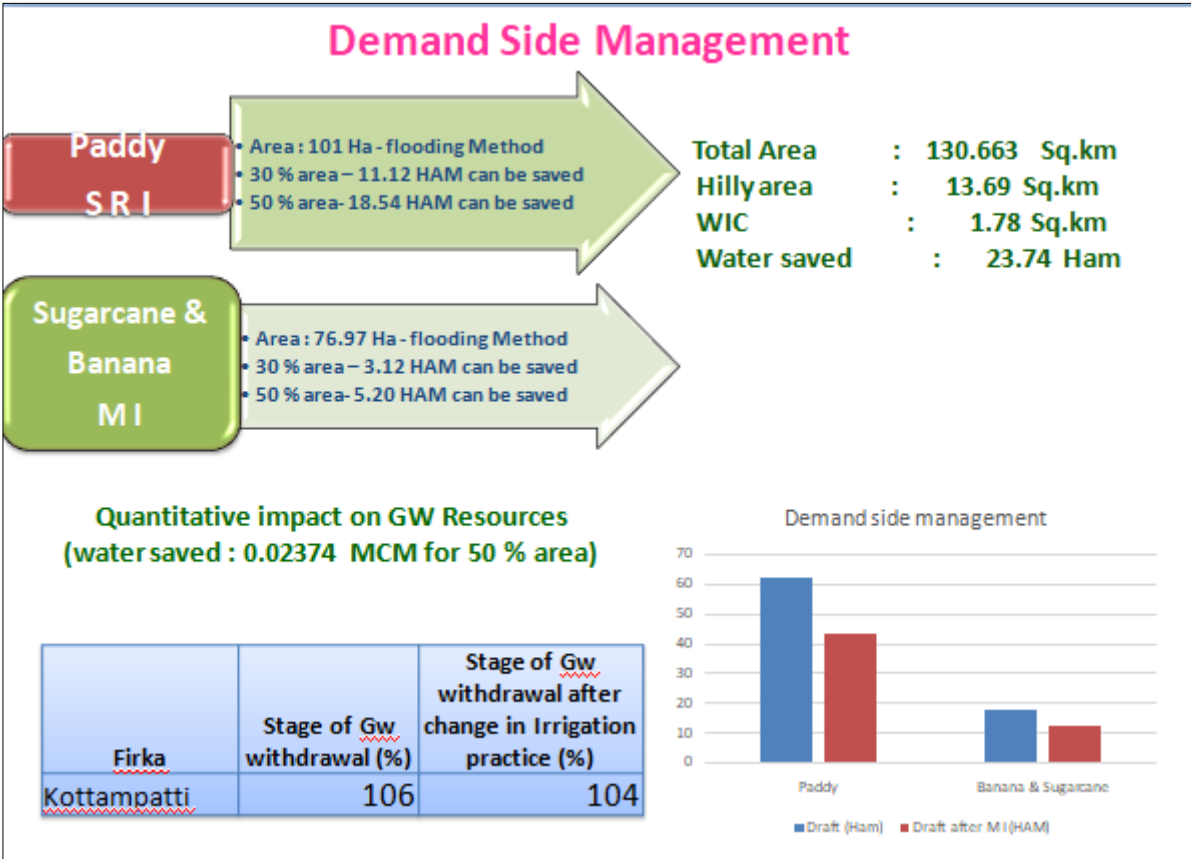 Demand Side Management
Paddy
S R I
• Area : 101 Ha - flooding Method
• 30 % area – 11.12 HAM can be saved
• 50 % area- 18.54 HAM can be saved
Total Area : 130.663 Sq.km
Hilly area : 13.69 Sq.km
WIC : 1.78 Sq.km
Water saved : 23.74 Ham
Sugarcane &
Banana
M I
• Area : 76.97 Ha - flooding Method
• 30 % area – 3.12 HAM can be saved
• 50 % area- 5.20 HAM can be saved
Quantitative impact on GW Resources
(water saved : 0.02374 MCM for 50 % area)
Firka
Stage of Gw
withdrawal (%)
Stage of Gw
withdrawal after
change in Irrigation
practice (%)
Kottampatti 106 104
Demand side management
70
60
50
40
30
20
10
0
Paddy Banana & Sugarcane
Draft (Ham) Draft after M I(HAM)